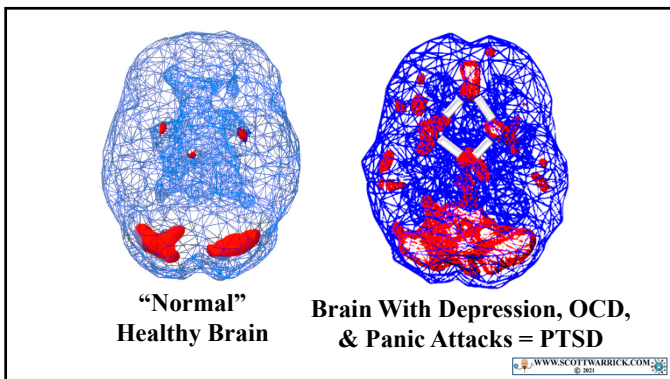 “Normal”
Healthy Brain
Brain With Depression, OCD,
& Panic Attacks = PTSD
WWW.SCOTTWARRICK.COM
© 2021